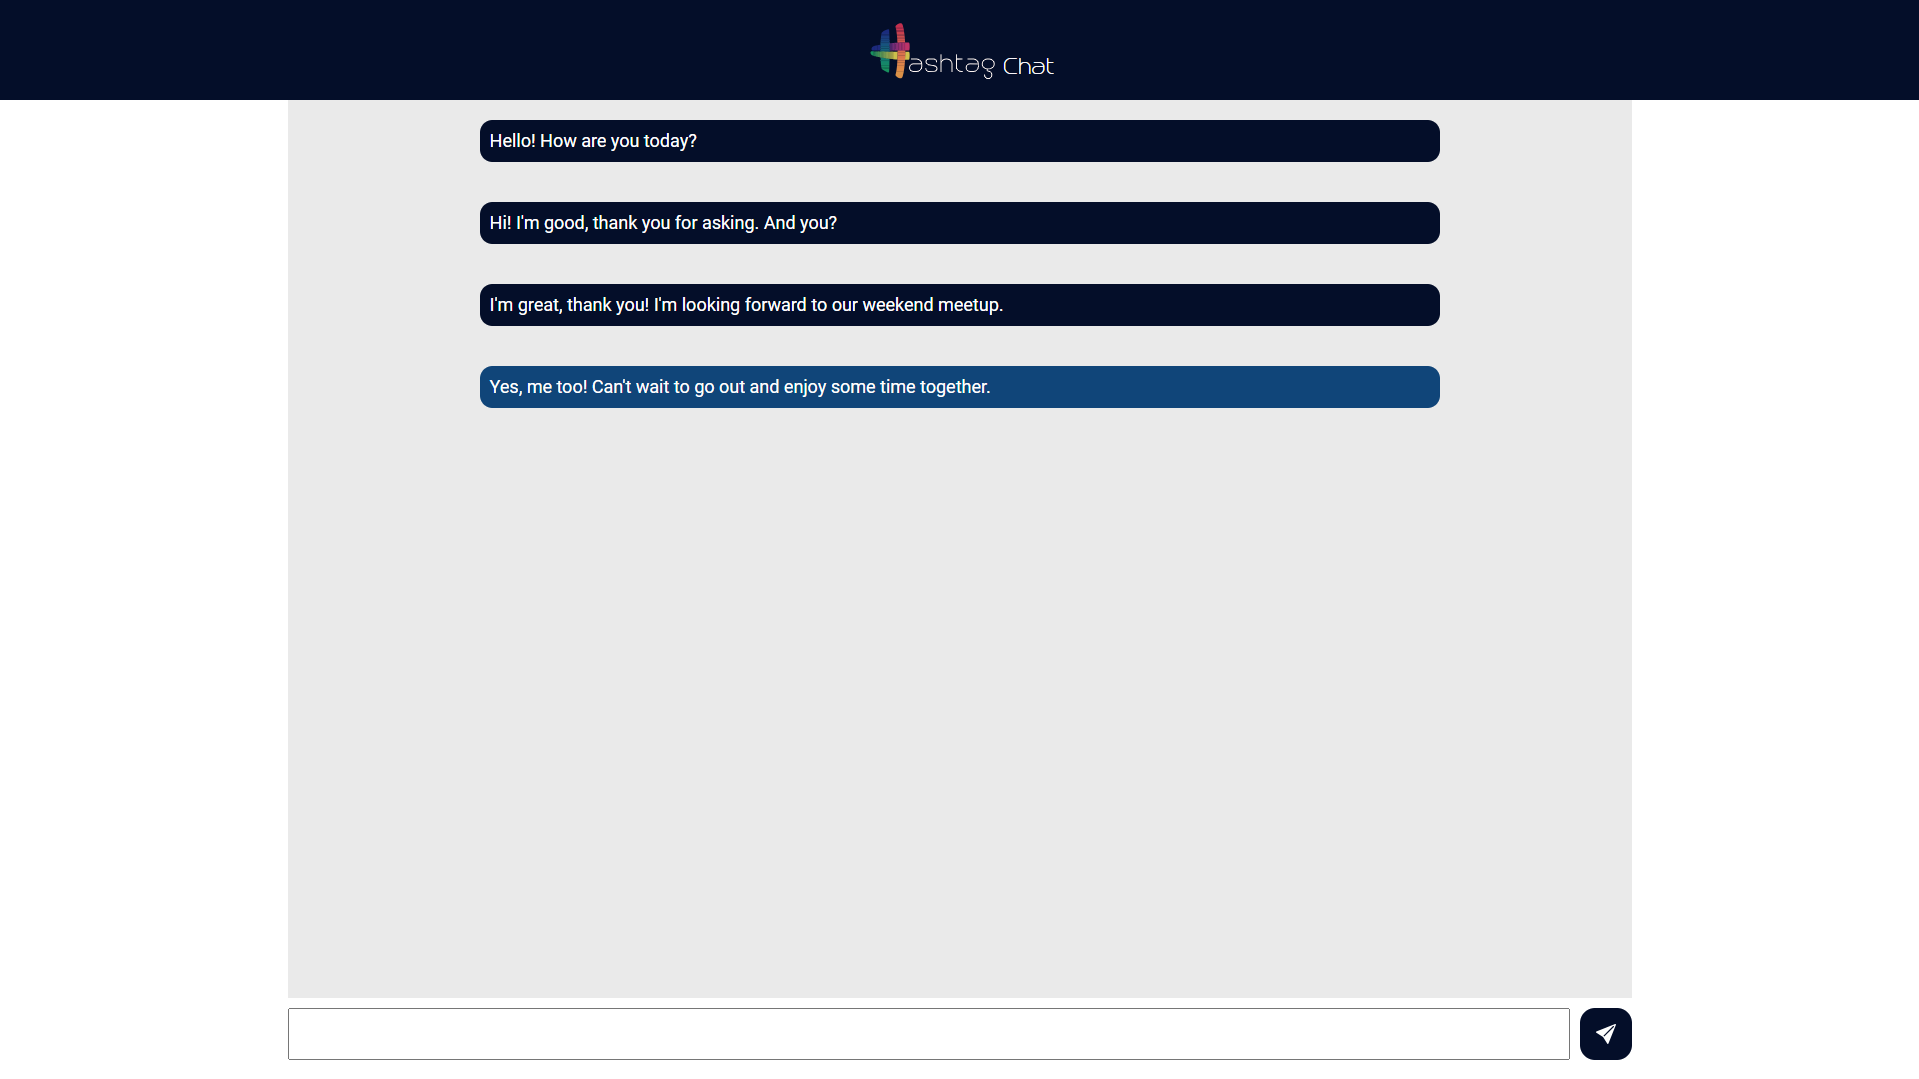 Hashtag Chat
Hello! How are you today?
Hi! I'm good, thank you for asking. And you?
I'm great, thank you! I'm looking forward to our weekend meetup.
Yes, me too! Can't wait to go out and enjoy some time together.